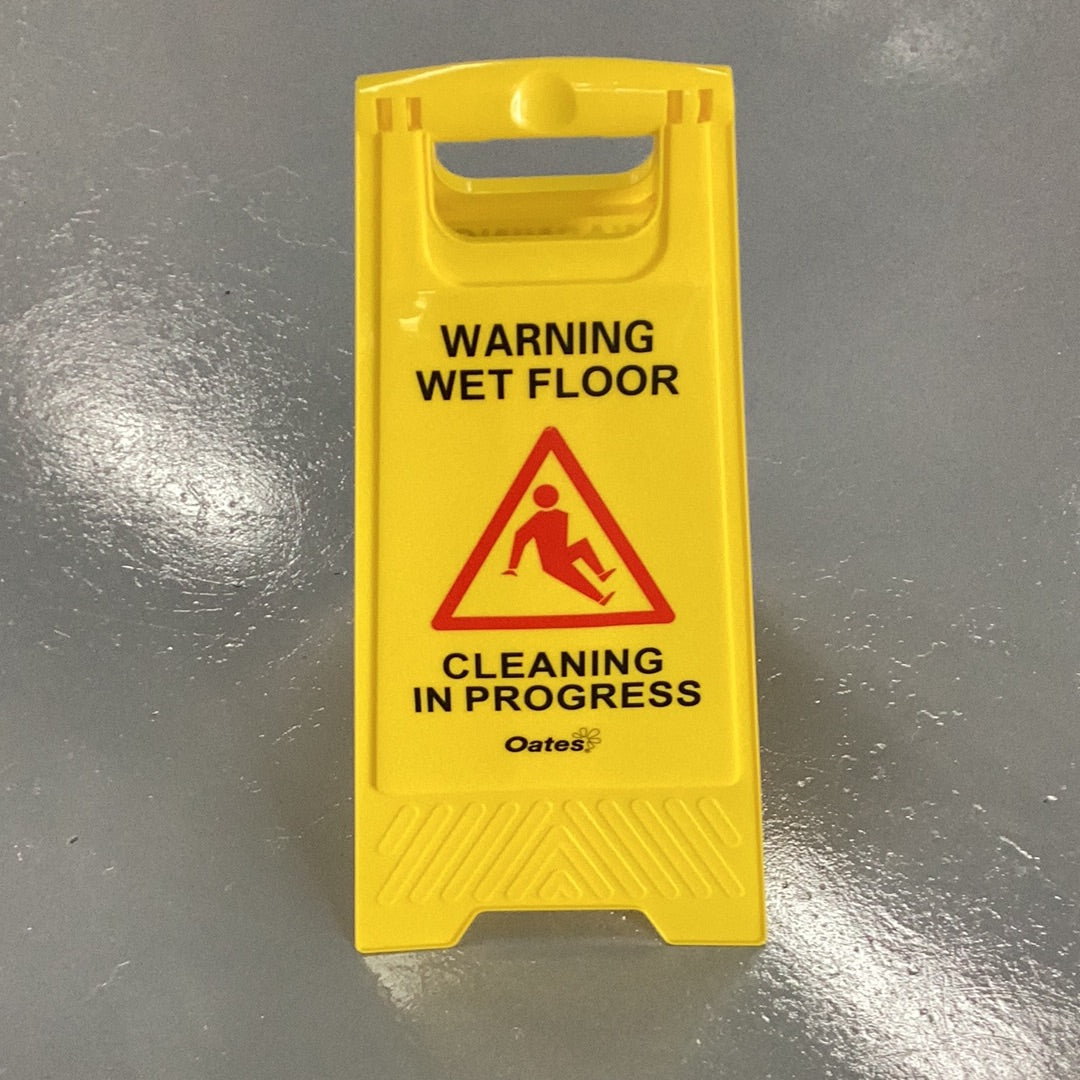 WARNING
WET FLOOR
CLEANING
IN PROGRESS
Oates